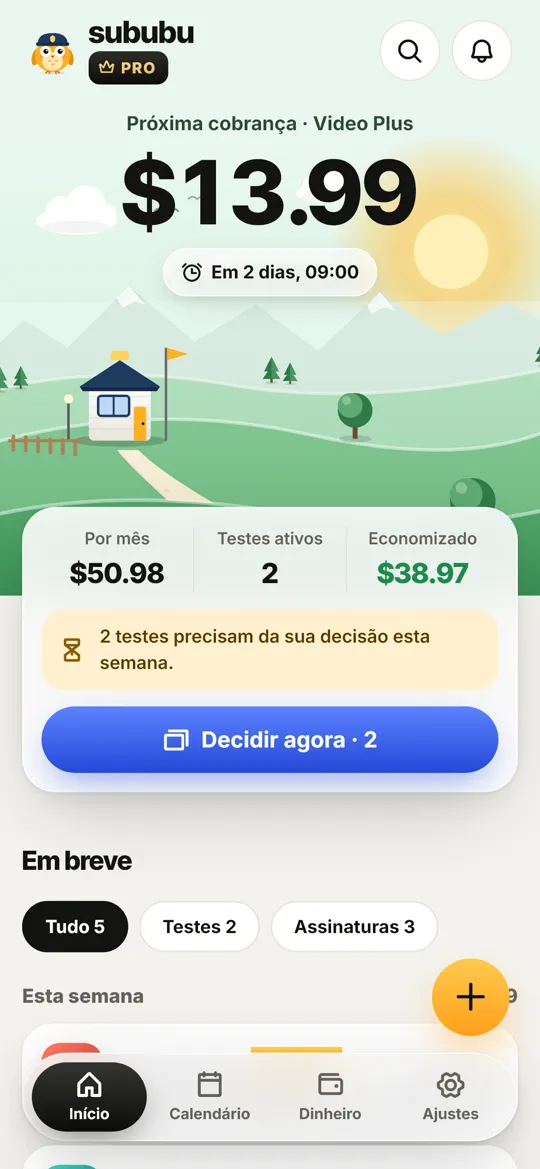 sububu
PRO
Próxima cobrança · Video Plus
$13.99
Em 2 dias, 09:00
Por mês
Testes ativos
Economizado
$50.98
2
$38.97
2 testes precisam da sua decisão esta
semana.
Decidir agora · 2
Em breve
Tudo 5
Testes 2
Assinaturas 3
Esta semana
Início
Calendário
Dinheiro
Ajustes